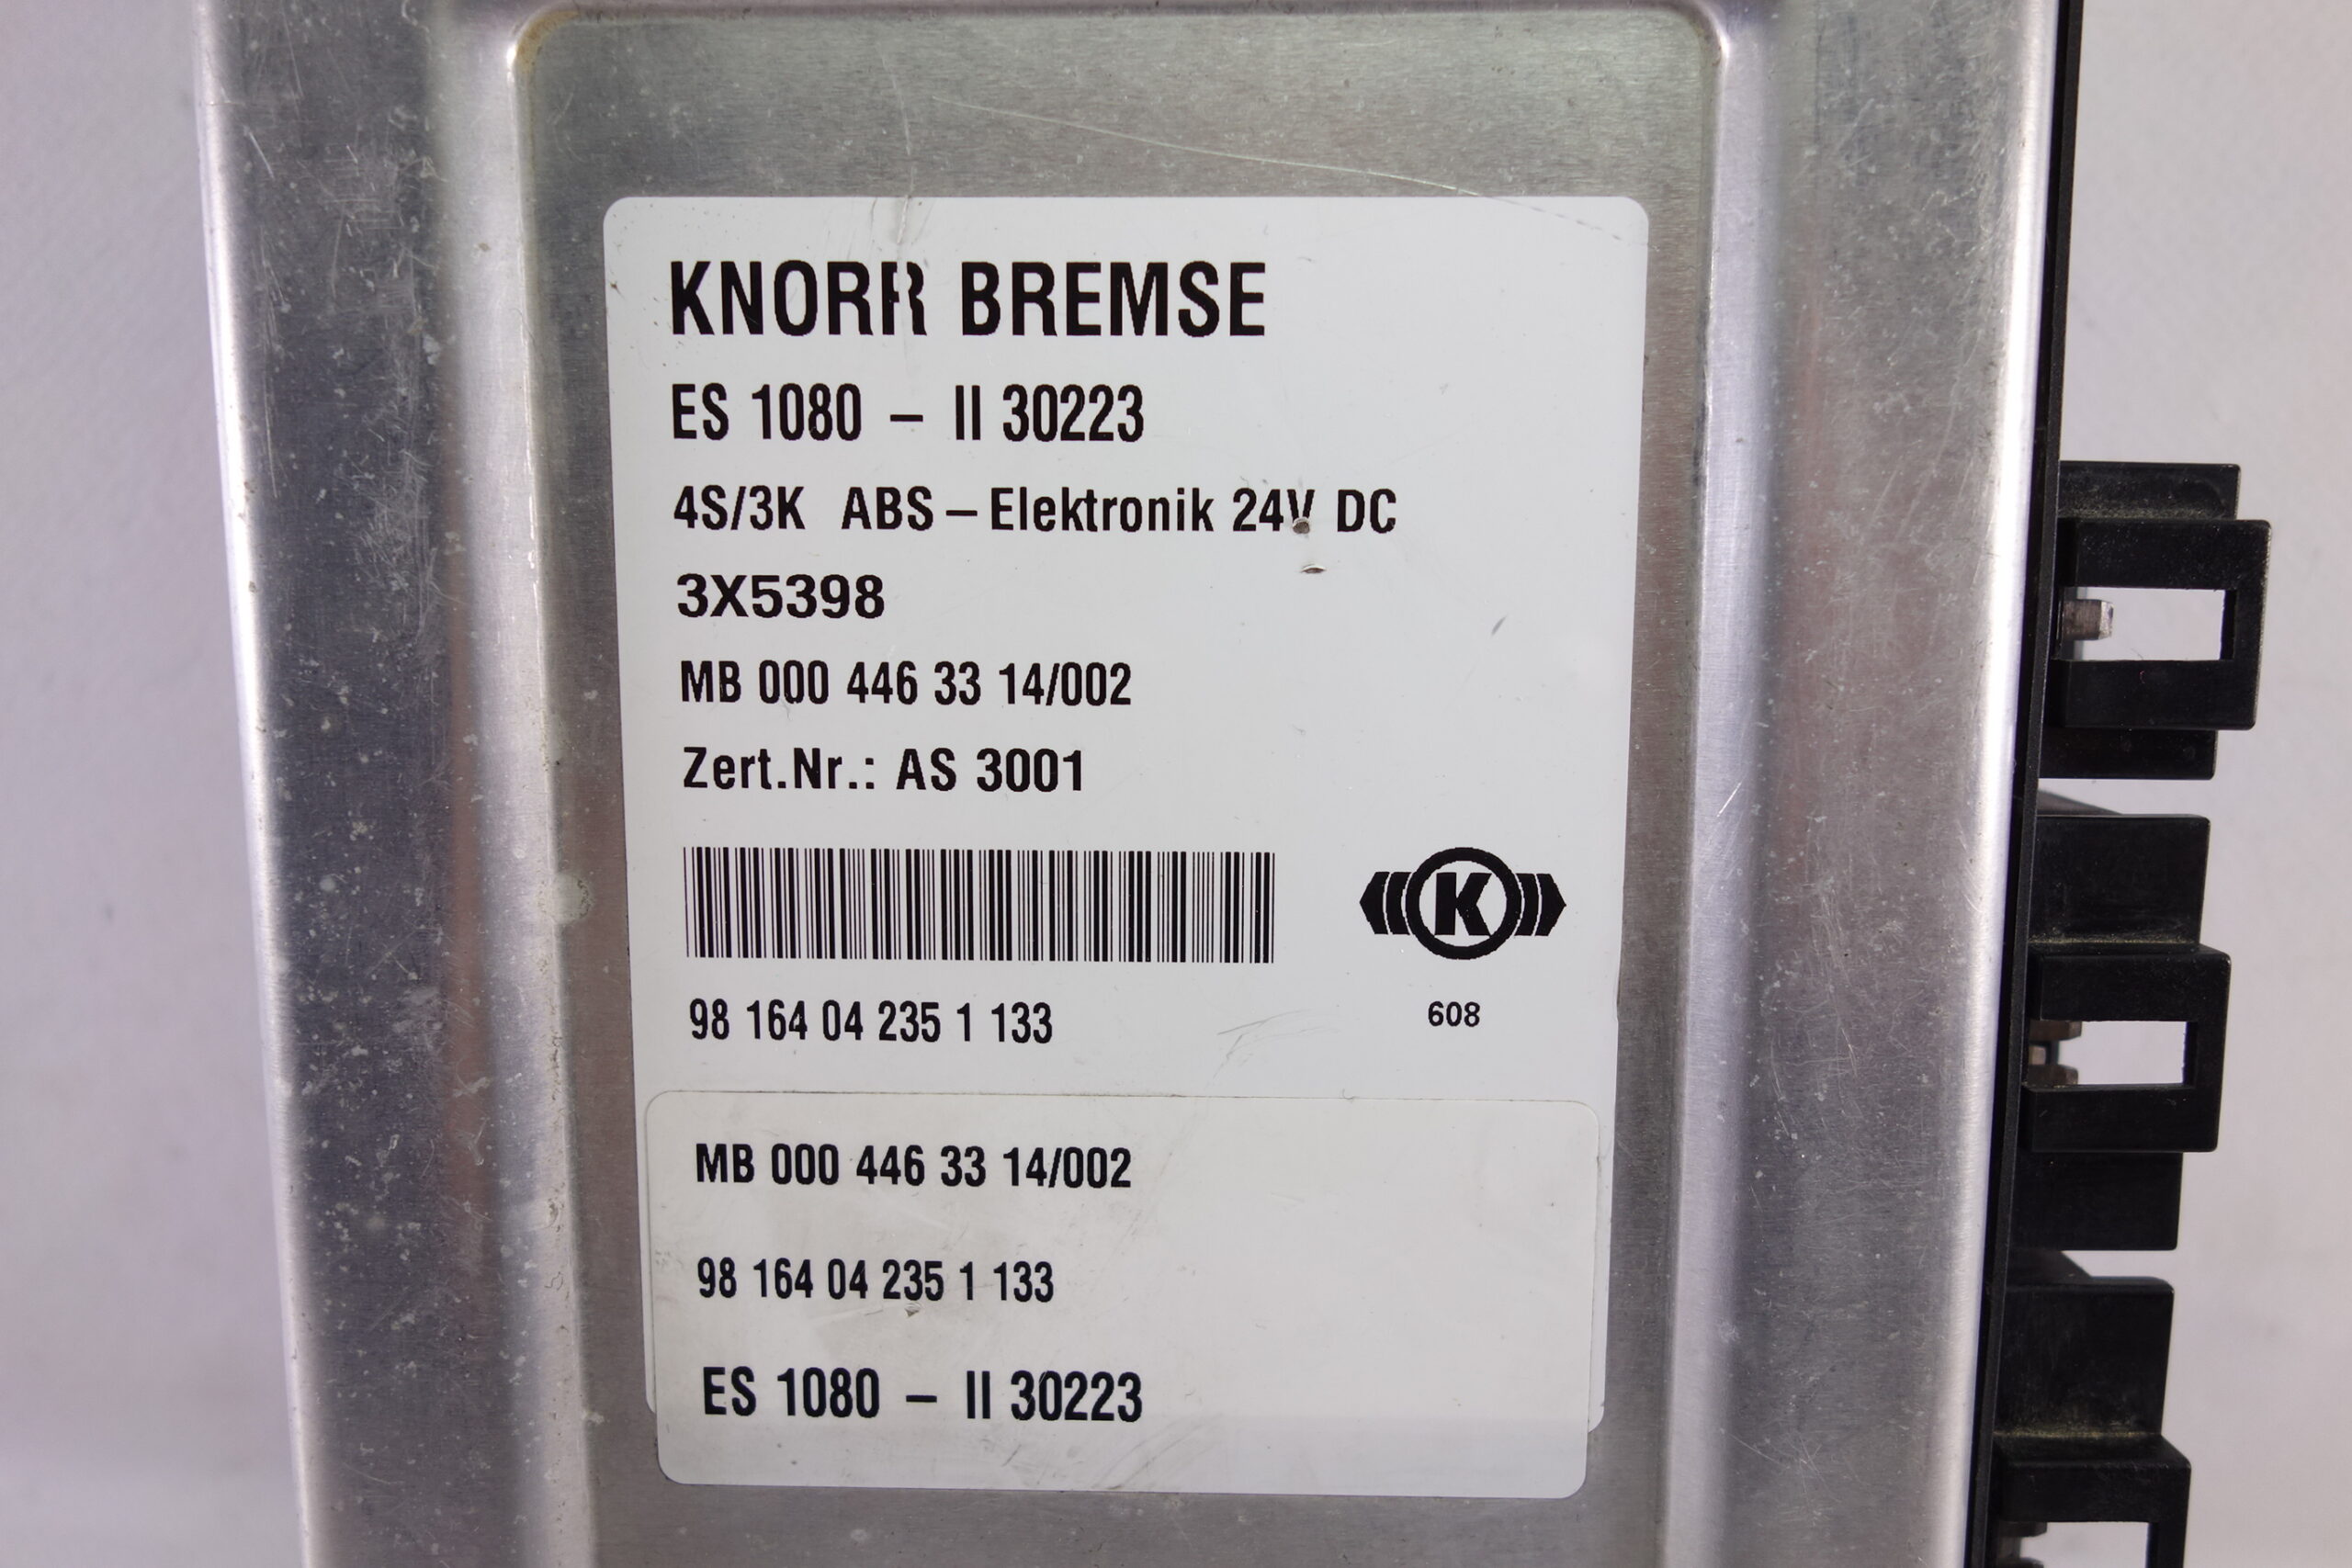 KNORR BREMSE
ES 1080 – II 30223
4S/3K ABS – Elektronik 24V DC
3X5398
MB 000 446 33 14/002
Zert.Nr.: AS 3001
K
98 164 04 235 1 133
608
MB 000 446 33 14/002
98 164 04 235 1 133
ES 1080 – II 30223